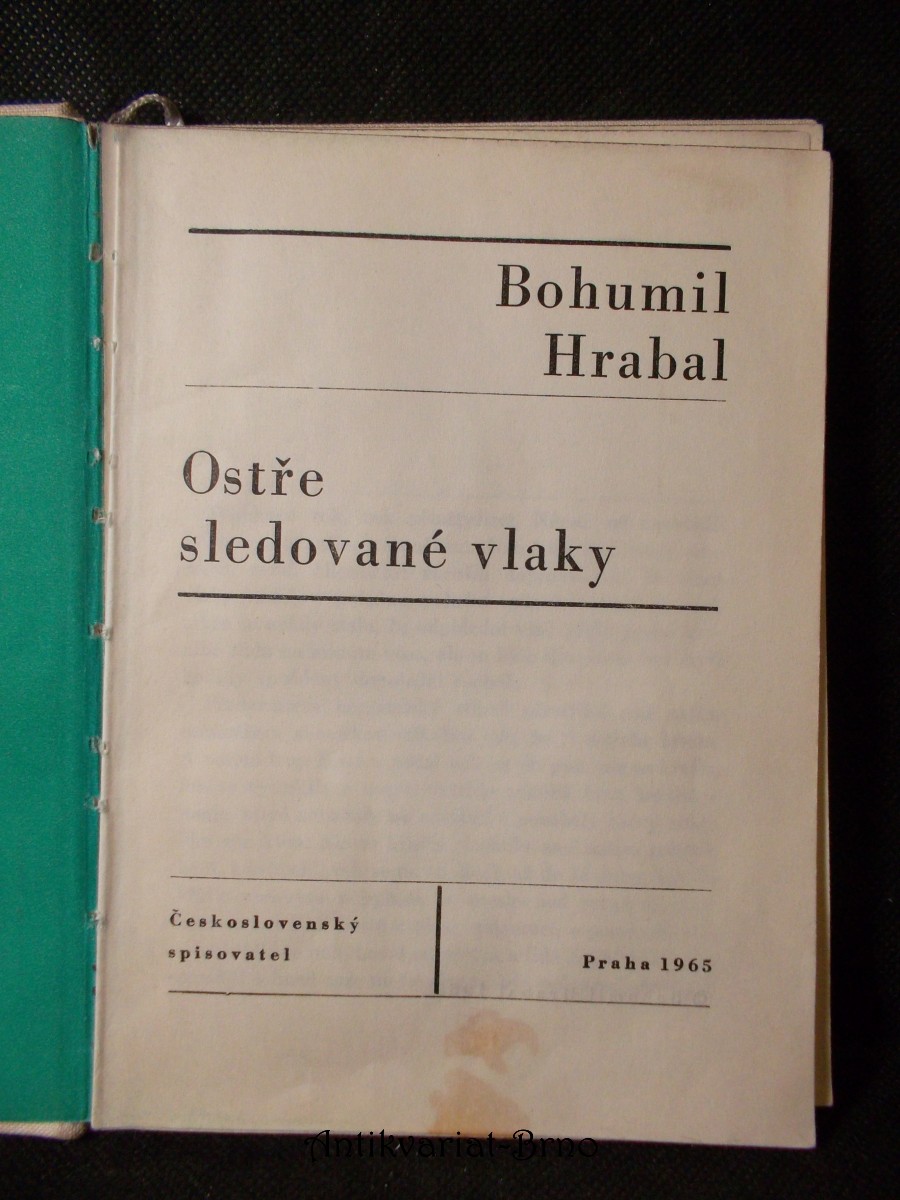 Bohumil
Hrabal
Ostře
sledované vlaky
Československý
spisovatel
Praha 1965
Antikvariat-Brno